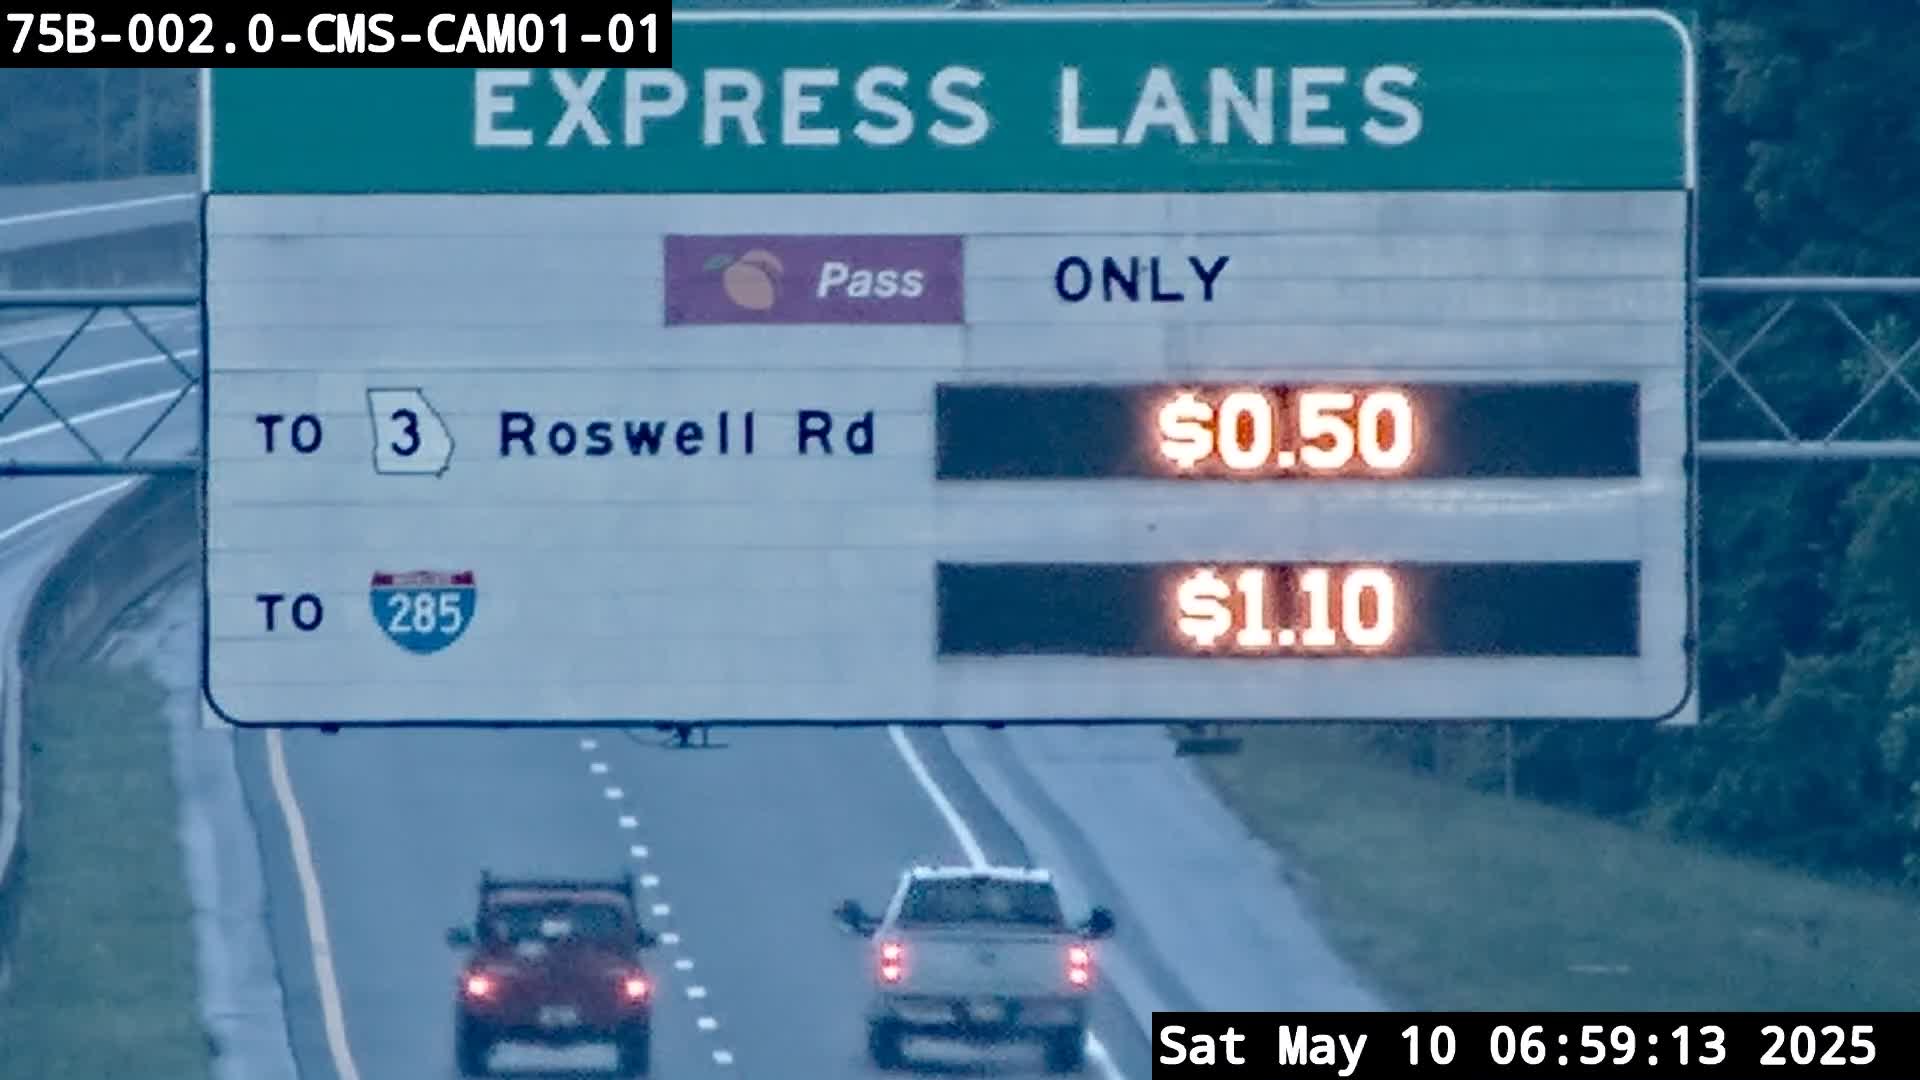 75B-002.0-CMS-CAM01-01
EXPRESS LANES
Pass ONLY
TO 3 Roswell Rd $0.50
TO 285 $1.10
Sat May 10 06:59:13 2025